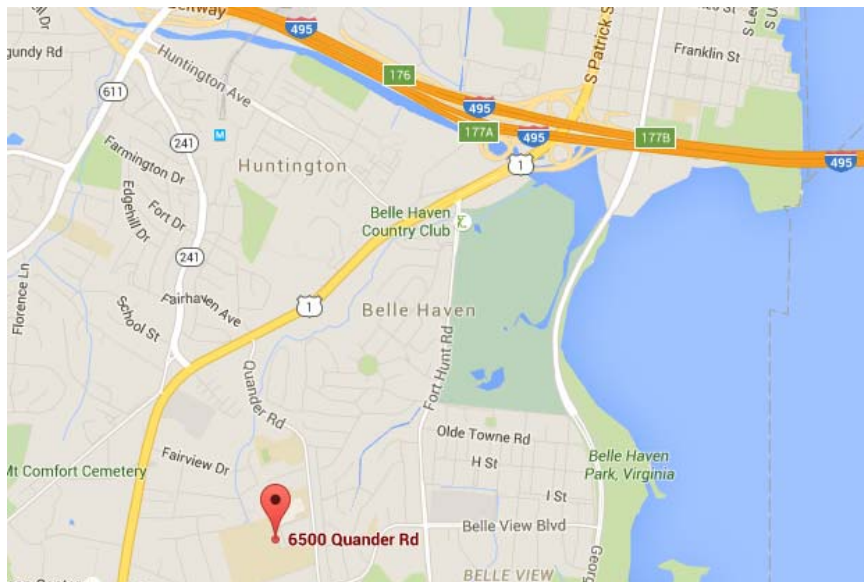 Beltway
495
Franklin St
S Patrick S
176
gundy Rd
Huntington Ave
611
495
177A
495
177B
495
M
241
Farmington Dr
Huntington
1
Edgehill Dr
Fort Dr
Belle Haven
Country Club
241
Florence Ln
School St
Fairhaven Ave
1
Belle Haven
Fort Hunt Rd
Quander Rd
Olde Towne Rd
Fairview Dr
H St
Belle Haven
Park, Virginia
Mt Comfort Cemetery
I St
6500 Quander Rd
Belle View Blvd
Georg
BELLE VIEW